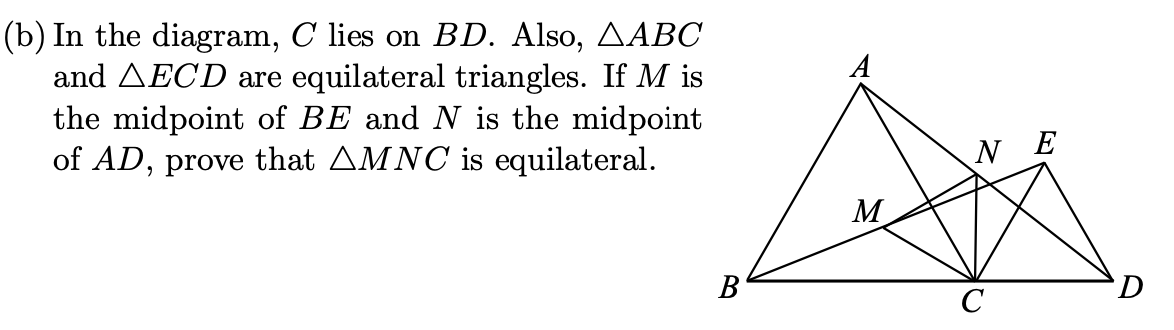 (b) In the diagram, C lies on BD. Also, △ABC
and △ECD are equilateral triangles. If M is
the midpoint of BE and N is the midpoint
of AD, prove that △MNC is equilateral.
A
N
E
M
B
C
D